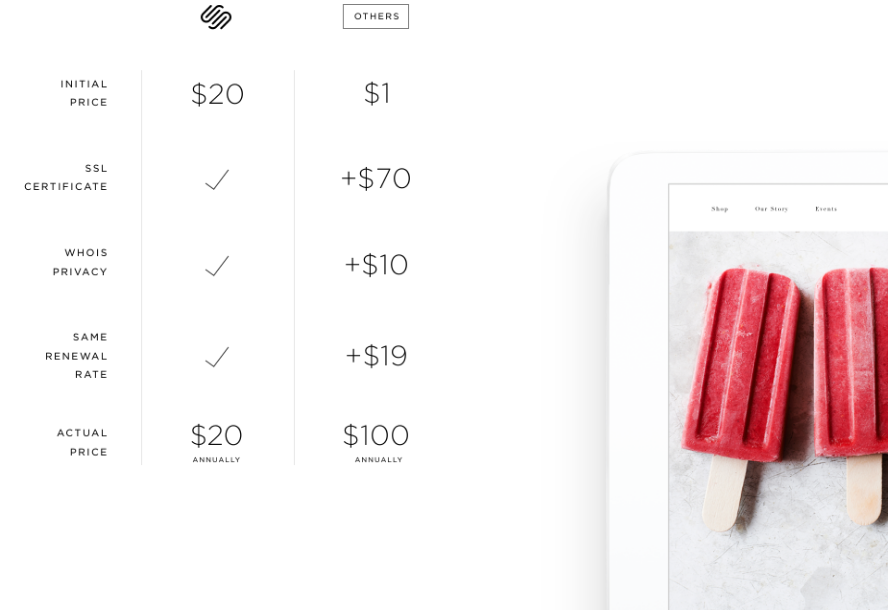 OTHERS
INITIAL
PRICE
$20
$1
SSL
CERTIFICATE
+$70
WHOIS
PRIVACY
+$10
SAME
RENEWAL
RATE
+$19
ACTUAL
PRICE
$20
ANNUALLY
$100
ANNUALLY
Shop Our Story Events